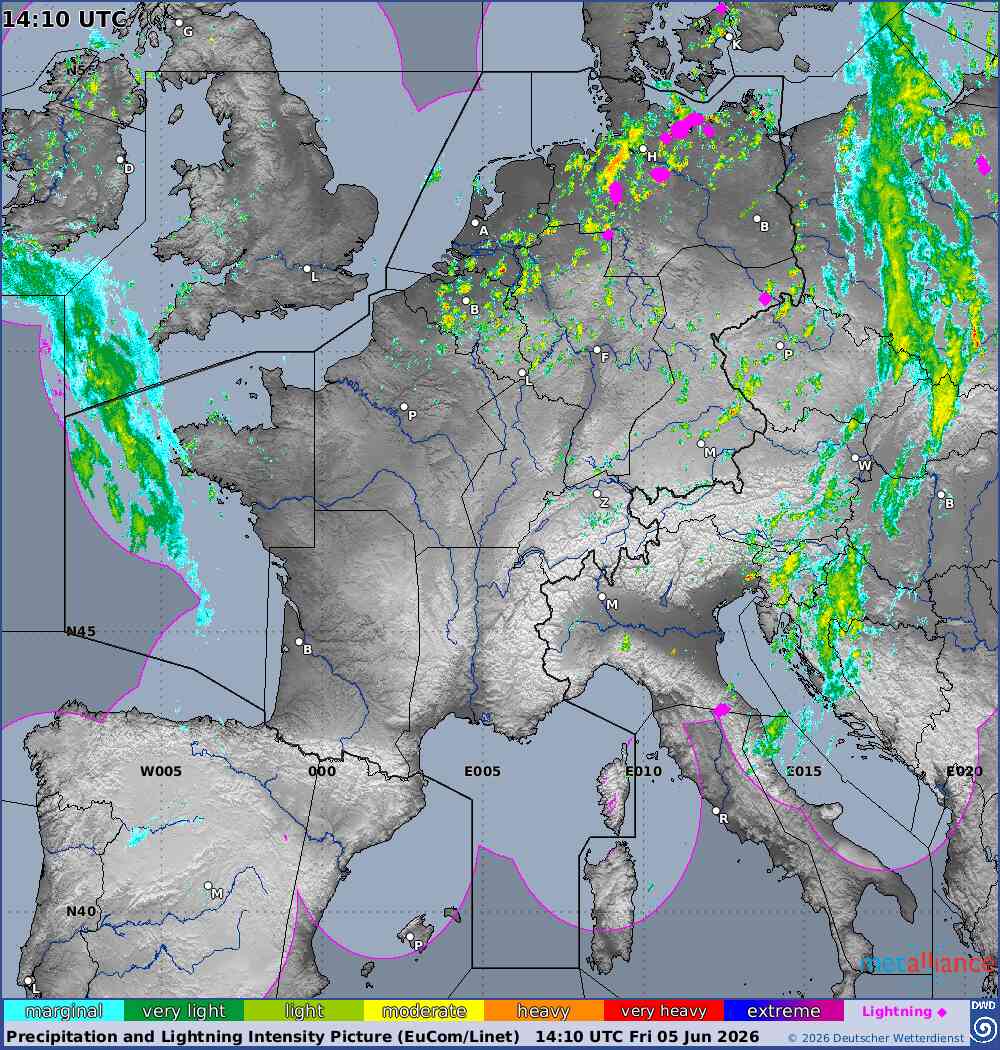 14:10 UTC
G
K
N55
D
H
A
B
L
B
P
F
L
P
M
W
Z
B
M
N45
B
W005
000
E005
E010
E015
E020
R
M
N40
P
L
metalliance
marginal very light light moderate heavy very heavy extreme Lightning ◆
DWD
Precipitation and Lightning Intensity Picture (EuCom/Linet) 14:10 UTC Fri 05 Jun 2026 © 2026 Deutscher Wetterdienst